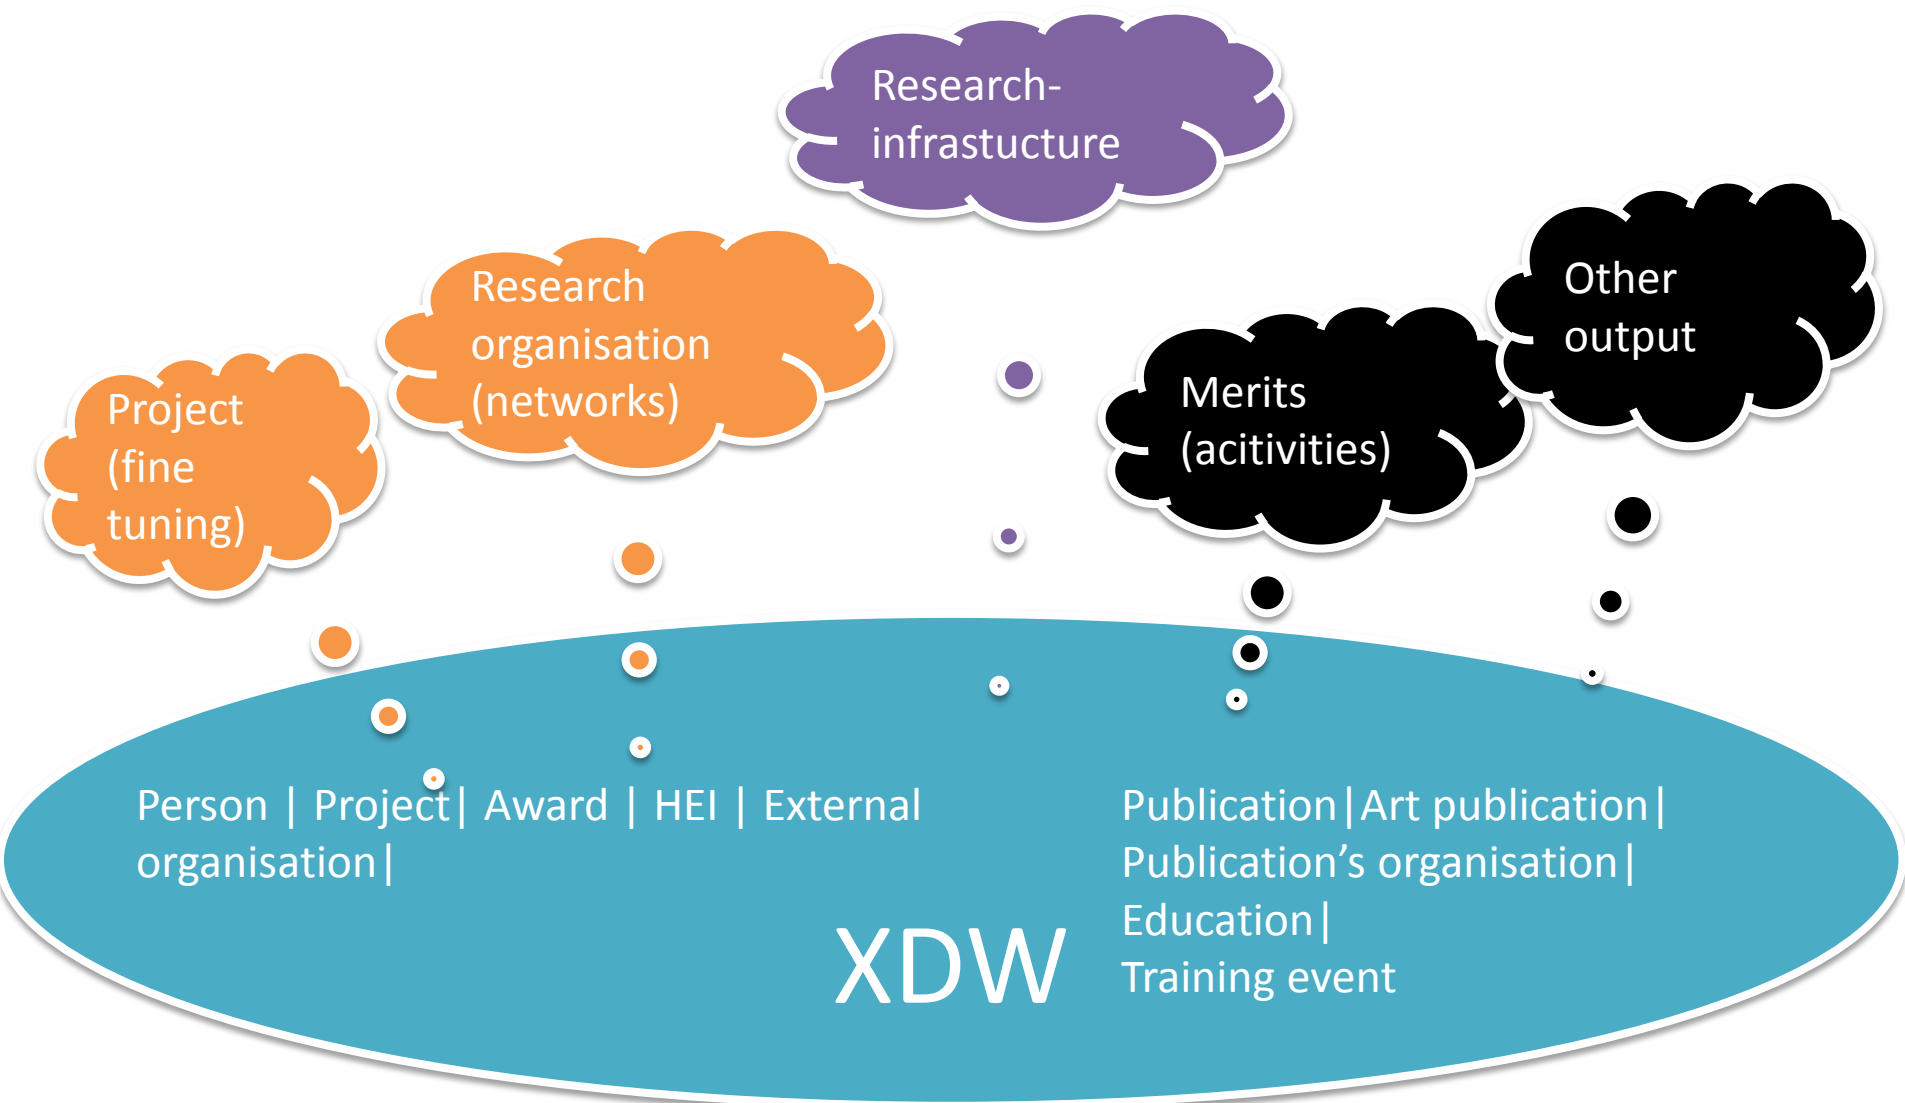 Research-
infrastucture
Other
output
Research
organisation
(networks)
Merits
(acitivities)
Project
(fine
tuning)
Person | Project| Award | HEI | External
organisation|
Publication|Art publication|
Publication’s organisation|
Education|
Training event
XDW